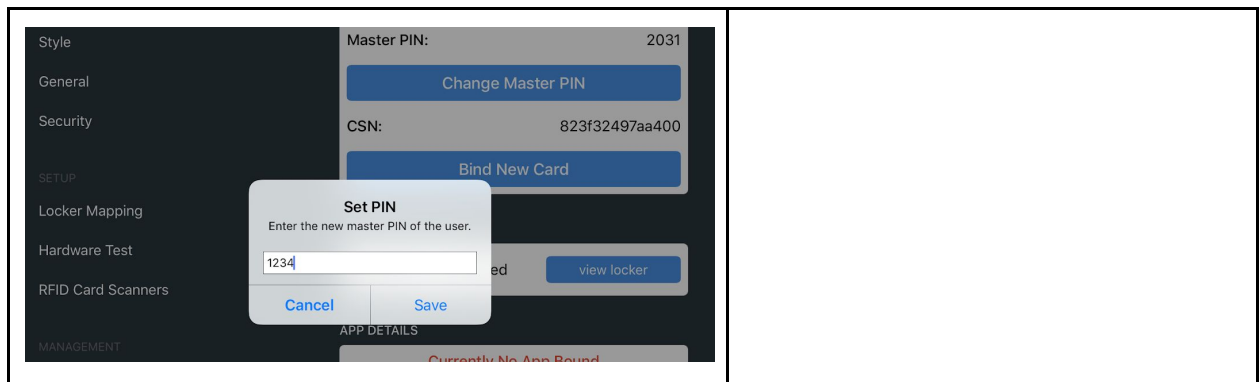 Style
General
Security
SETUP
Locker Mapping
Hardware Test
RFID Card Scanners
MANAGEMENT
Master PIN: 2031
Change Master PIN
CSN: 823f32497aa400
Bind New Card
Set PIN
Enter the new master PIN of the user.
1234
Cancel Save
ed view locker
APP DETAILS
Currently No App Bound